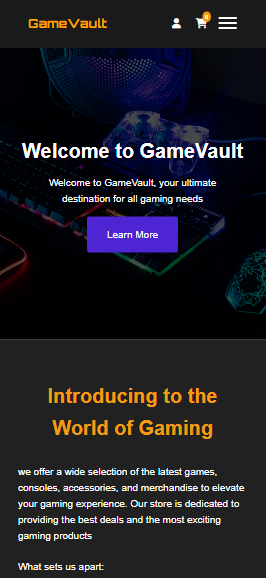 GameVault
0
Welcome to GameVault
Welcome to GameVault, your ultimate
destination for all gaming needs
Learn More
Introducing to the
World of Gaming
we offer a wide selection of the latest games,
consoles, accessories, and merchandise to elevate
your gaming experience. Our store is dedicated to
providing the best deals and the most exciting
gaming products
What sets us apart: